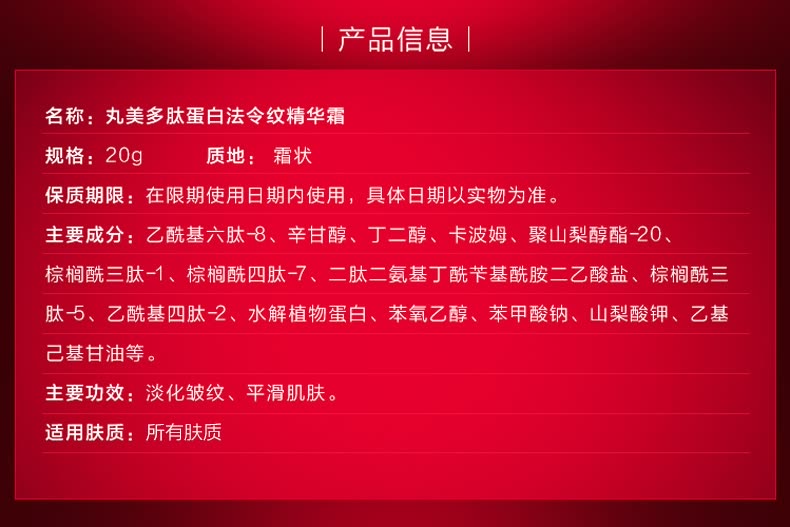 产品信息
名称：丸美多肽蛋白法令纹精华霜
规格：20g 质地：霜状
保质期限：在限期使用日期内使用，具体日期以实物为准。
主要成分：乙酰基六肽-8、辛甘醇、丁二醇、卡波姆、聚山梨醇酯-20、
棕榈酰三肽-1、棕榈酰四肽-7、二肽二氨基丁酰苄基酰胺二乙酸盐、棕榈酰三
肽-5、乙酰基四肽-2、水解植物蛋白、苯氧乙醇、苯甲酸钠、山梨酸钾、乙基
己基甘油等。
主要功效：淡化皱纹、平滑肌肤。
适用肤质：所有肤质